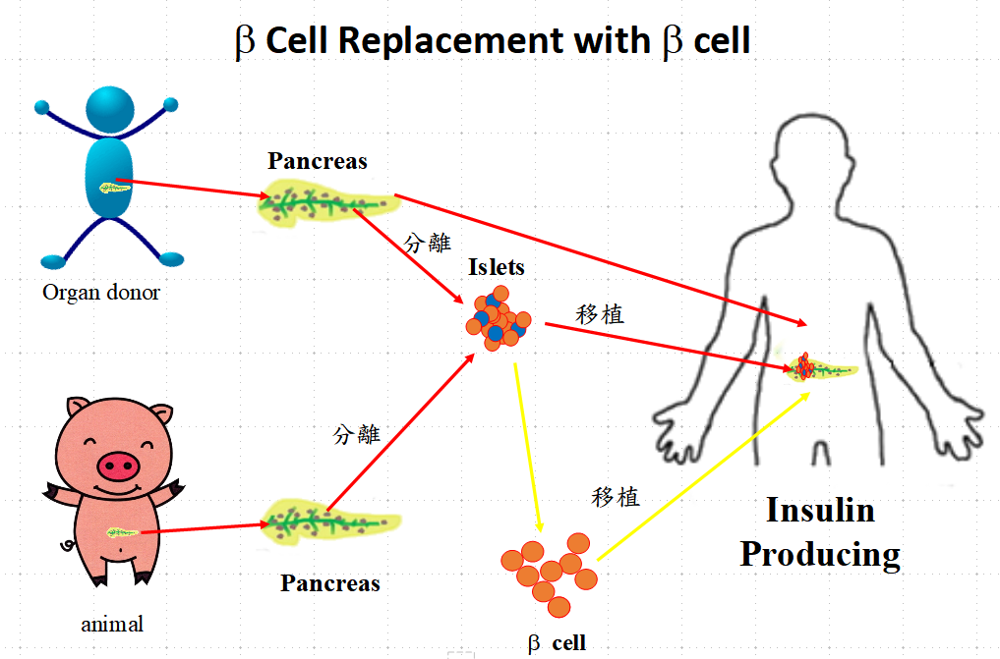 β Cell Replacement with β cell
Pancreas
分離
Islets
Organ donor
移植
分離
移植
Insulin
Producing
Pancreas
animal
β cell